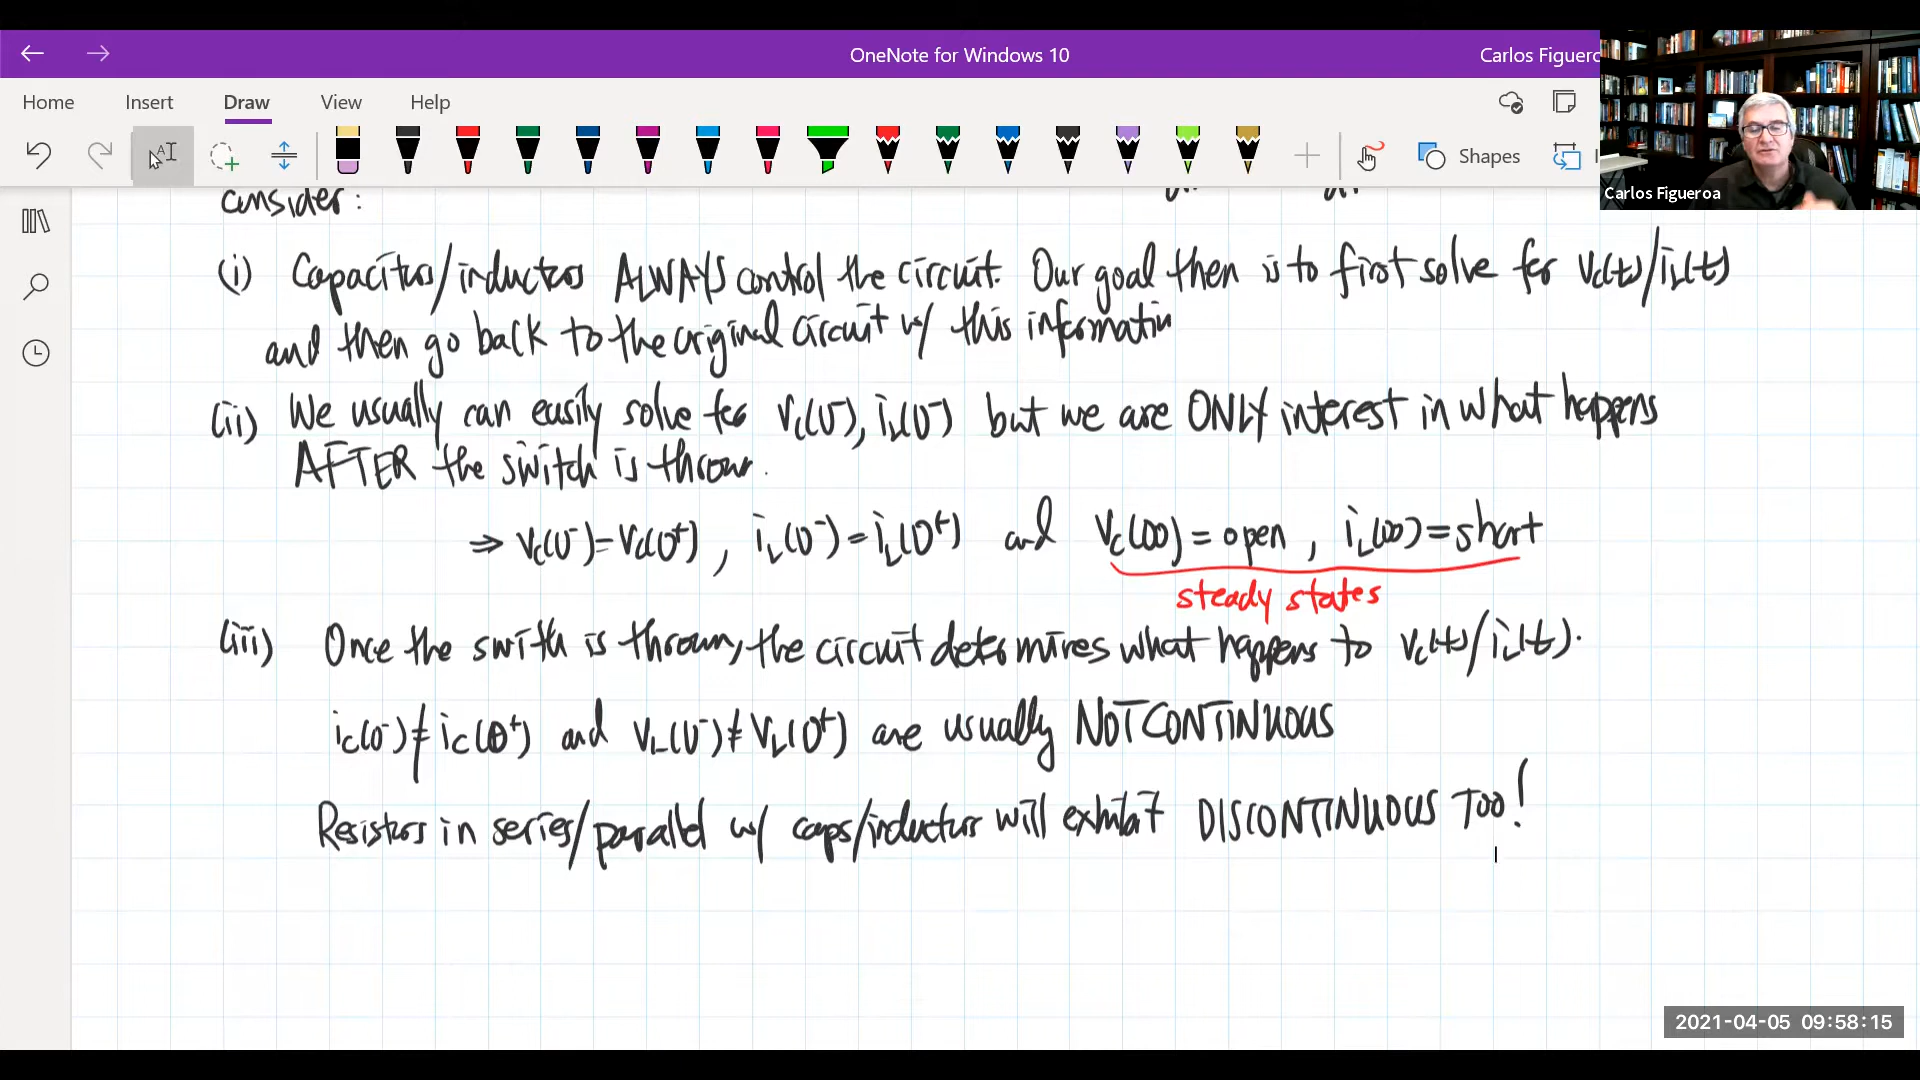 OneNote for Windows 10
Carlos Figuero
Home Insert Draw View Help
Shapes
Carlos Figueroa
consider:
(i) Capacitors/inductors ALWAYS control the circuit. Our goal then is to first solve for vc(t)/iL(t)
and then go back to the original circuit w/ this information
(ii) We usually can easily solve for vc(0⁻), iL(0⁻) but we are ONLY interest in what happens
AFTER the switch is thrown.
⇒ vc(0⁻) = vc(0⁺), iL(0⁻) = iL(0⁺) and vc(∞) = open, iL(∞) = short
steady states
(iii) Once the swith is thrown, the circuit determines what happens to vc(t)/iL(t).
ic(0⁻) ≠ ic(0⁺) and vL(0⁻) ≠ vL(0⁺) are usually NOT CONTINUOUS
Resistors in series/parallel w/ caps/inductors will exhibit DISCONTINUOUS TOO!
2021-04-05 09:58:15